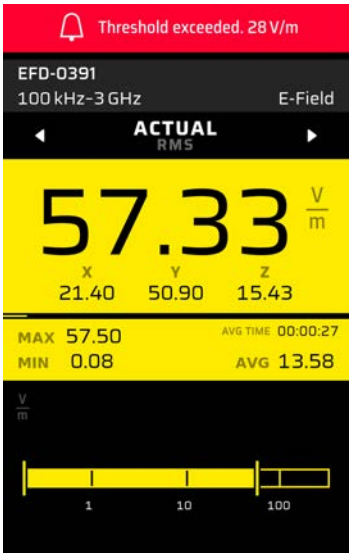 Threshold exceeded. 28 V/m
EFD-0391
100 kHz-3 GHz E-Field
ACTUAL
RMS
57.33 V/m
X Y Z
21.40 50.90 15.43
MAX 57.50 AVG TIME 00:00:27
MIN 0.08 AVG 13.58
V/m
1 10 100